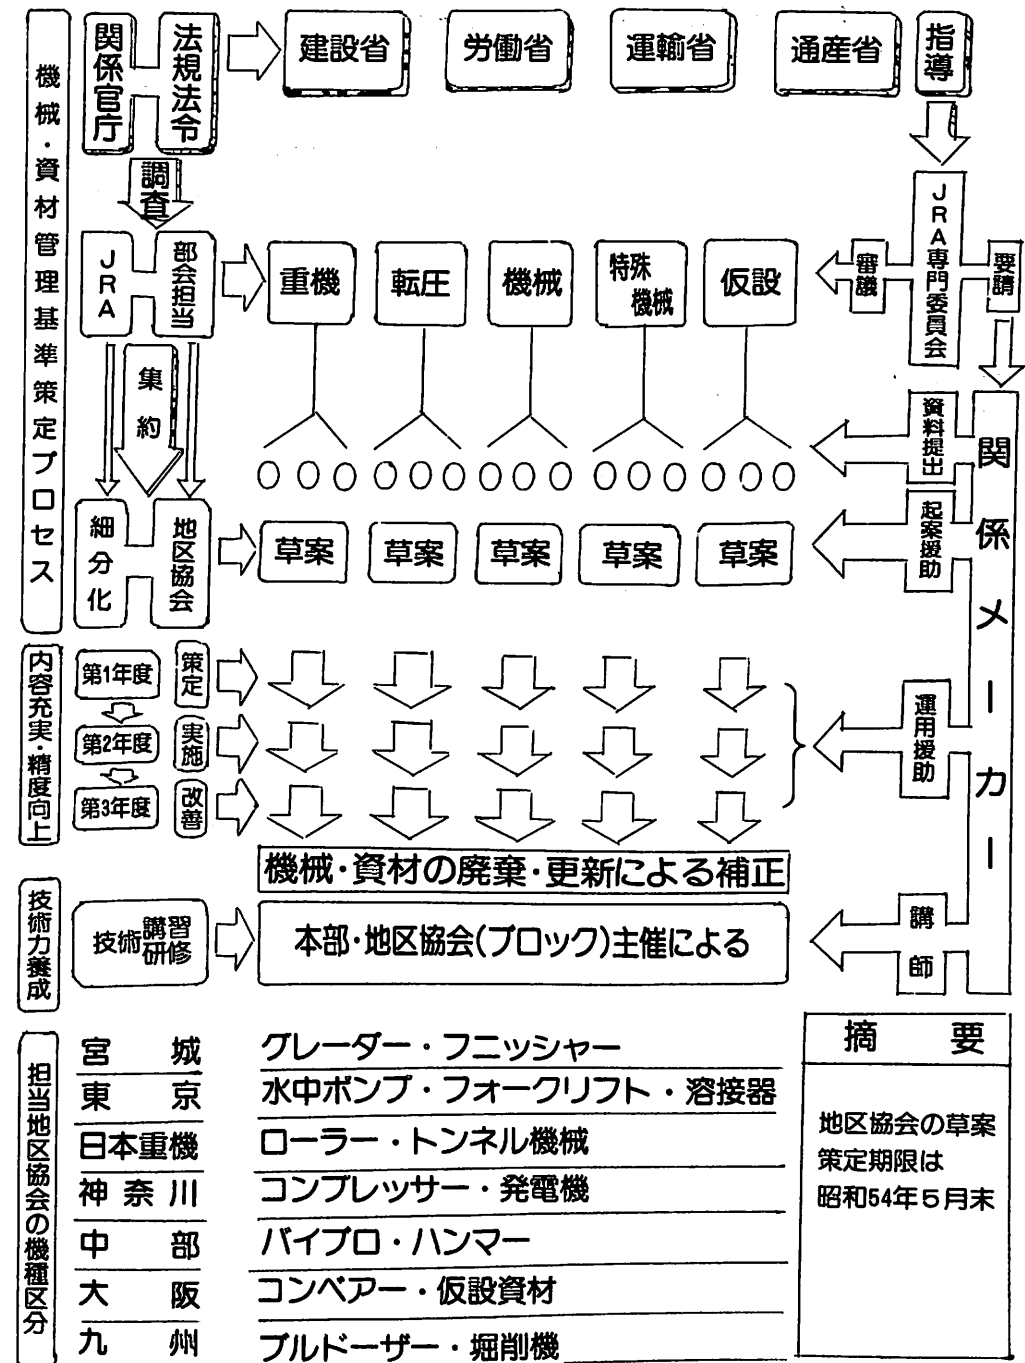 機械・資材管理基準策定プロセス
関係官庁
法規法令
建設省
労働省
運輸省
通産省
指導
調査
JRA
部会担当
重機
転圧
機械
特殊
機械
仮設
審議
JRA専門委員会
要請
集約
資料提出
関係メーカー
細分化
地区協会
草案
草案
草案
草案
草案
起案援助
内容充実・精度向上
第1年度
策定
第2年度
実施
第3年度
改善
運用援助
機械・資材の廃棄・更新による補正
技術力養成
技術講習
研修
本部・地区協会(ブロック)主催による
講師
担当地区協会の機種区分
宮城 グレーダー・フニッシャー
東京 水中ポンプ・フォークリフト・溶接器
日本重機 ローラー・トンネル機械
神奈川 コンプレッサー・発電機
中部 バイブロ・ハンマー
大阪 コンベアー・仮設資材
九州 ブルドーザー・堀削機
摘要
地区協会の草案
策定期限は
昭和54年5月末